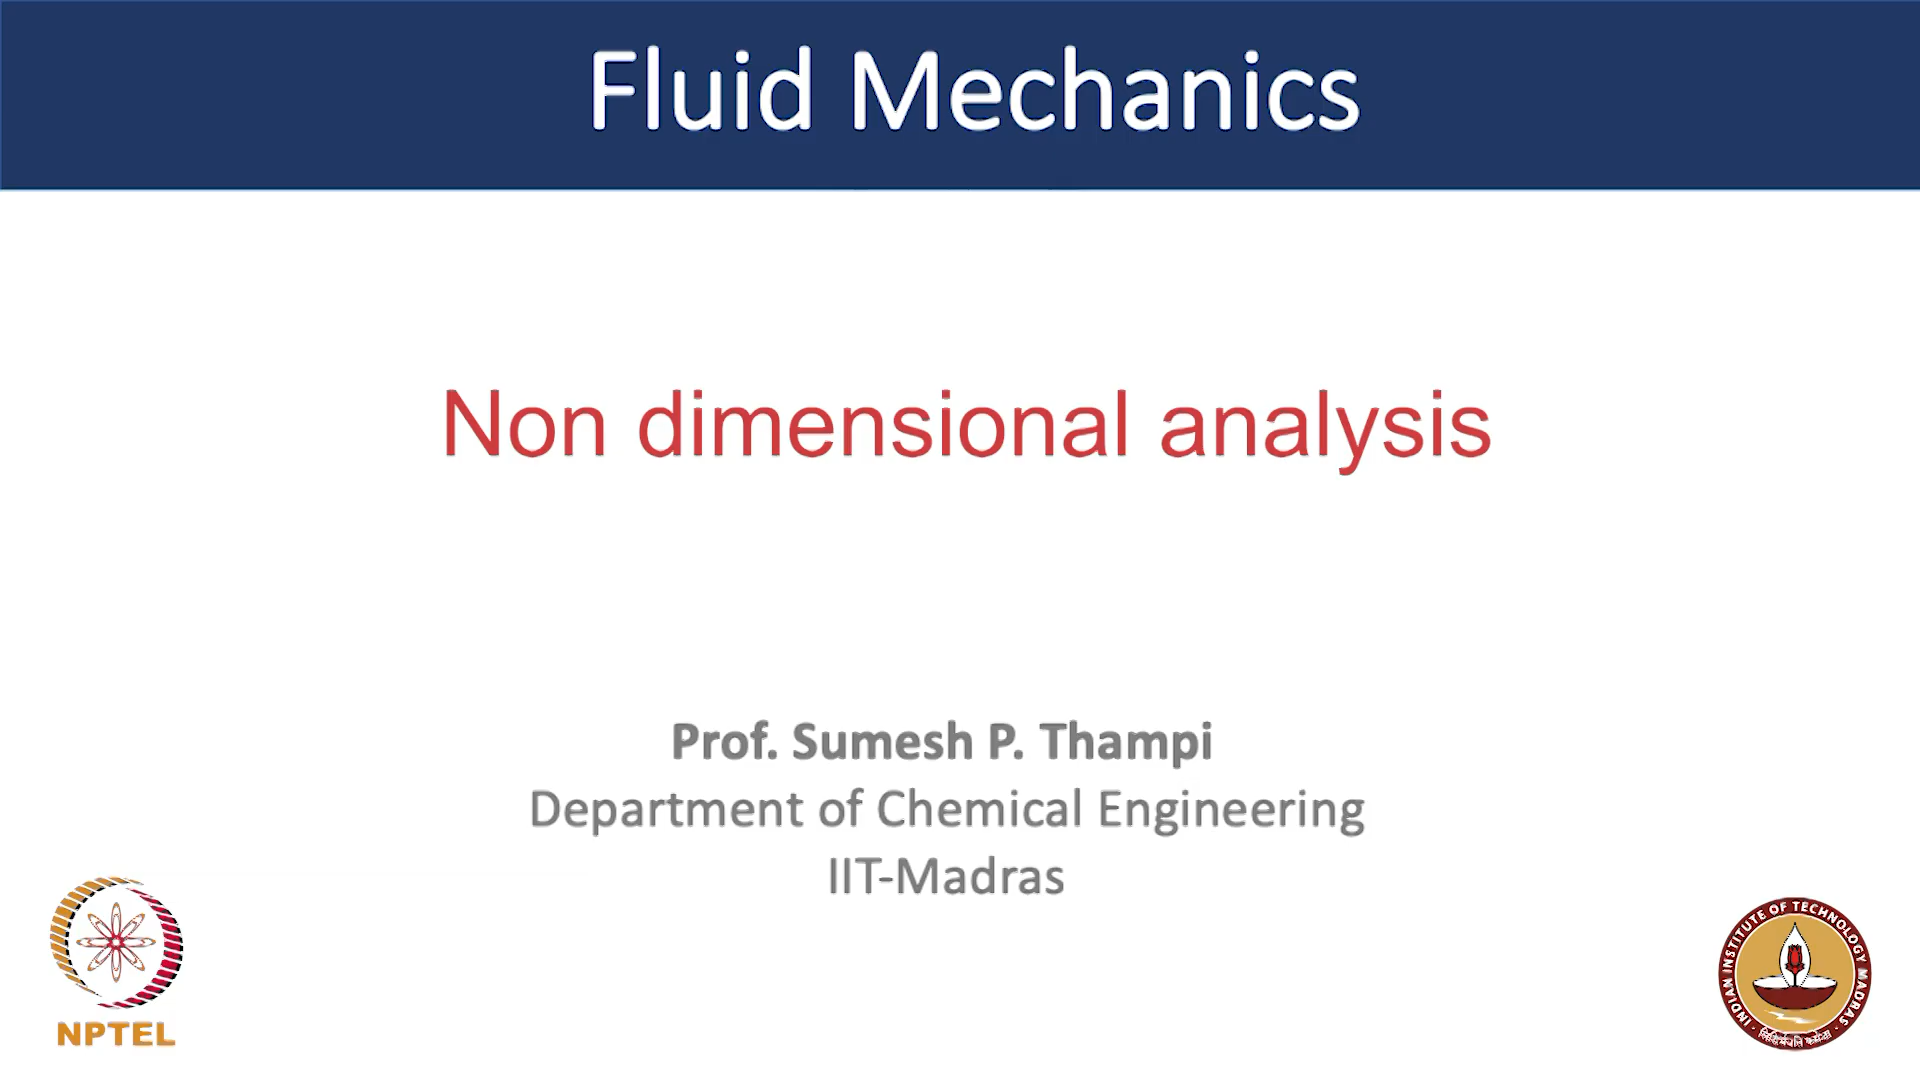 Fluid Mechanics
Non dimensional analysis
Prof. Sumesh P. Thampi
Department of Chemical Engineering
IIT-Madras
NPTEL
INDIAN INSTITUTE OF TECHNOLOGY MADRAS